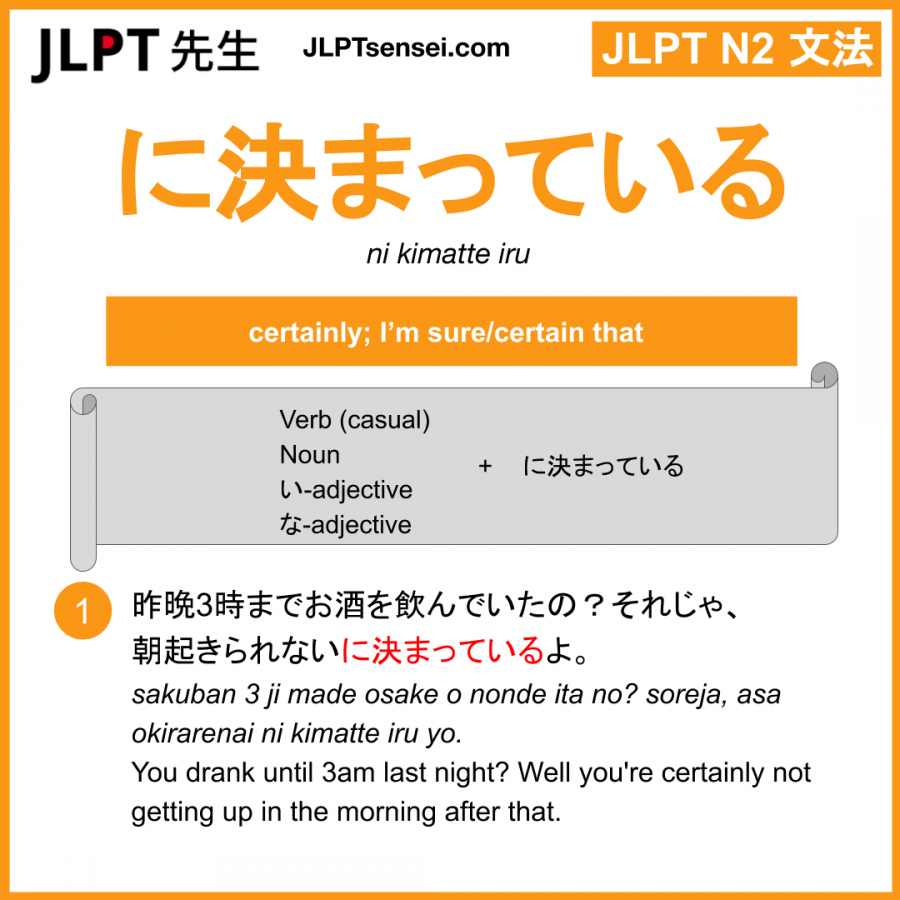 JLPT 先生
JLPTsensei.com
JLPT N2 文法
に決まっている
ni kimatte iru
certainly; I’m sure/certain that
Verb (casual)
Noun
い-adjective
な-adjective
+ に決まっている
1
昨晩3時までお酒を飲んでいたの？それじゃ、
朝起きられないに決まっているよ。
sakuban 3 ji made osake o nonde ita no? soreja, asa
okirarenai ni kimatte iru yo.
You drank until 3am last night? Well you're certainly not
getting up in the morning after that.